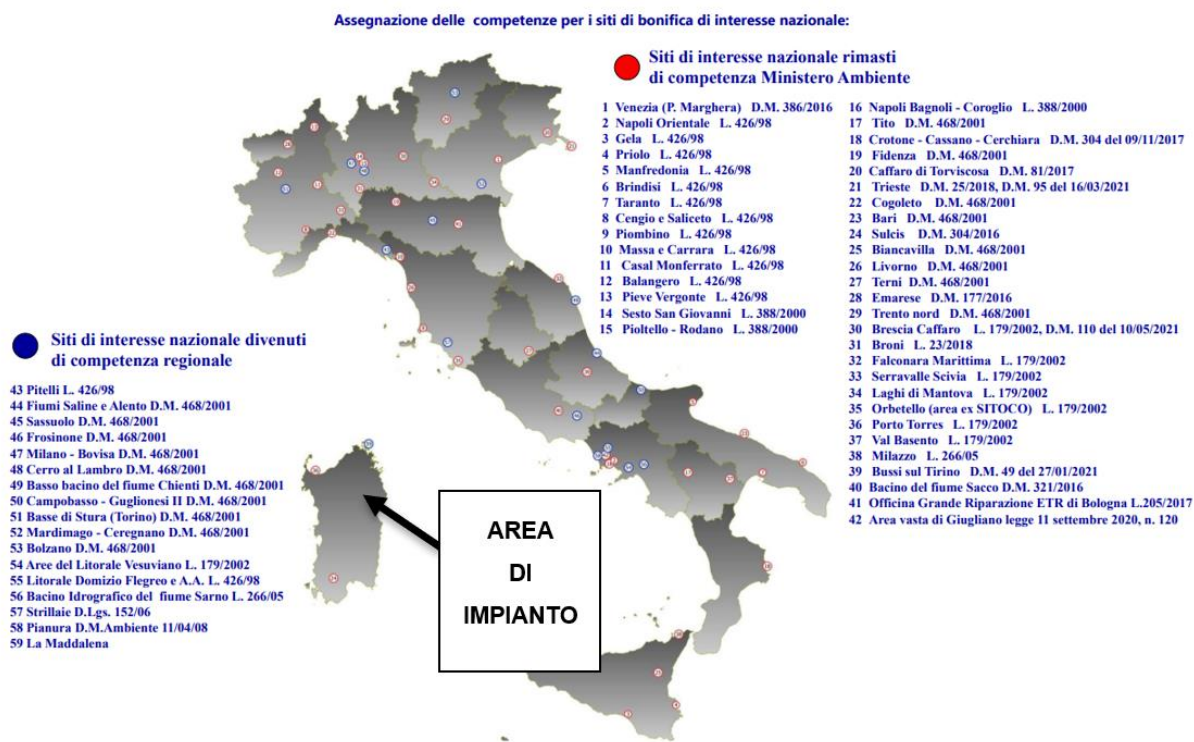 Assegnazione delle competenze per i siti di bonifica di interesse nazionale:
Siti di interesse nazionale rimasti
di competenza Ministero Ambiente
1 Venezia (P. Marghera) D.M. 386/2016
2 Napoli Orientale L. 426/98
3 Gela L. 426/98
4 Priolo L. 426/98
5 Manfredonia L. 426/98
6 Brindisi L. 426/98
7 Taranto L. 426/98
8 Cengio e Saliceto L. 426/98
9 Piombino L. 426/98
10 Massa e Carrara L. 426/98
11 Casal Monferrato L. 426/98
12 Balangero L. 426/98
13 Pieve Vergonte L. 426/98
14 Sesto San Giovanni L. 388/2000
15 Pioltello - Rodano L. 388/2000
16 Napoli Bagnoli - Coroglio L. 388/2000
17 Tito D.M. 468/2001
18 Crotone - Cassano - Cerchiara D.M. 304 del 09/11/2017
19 Fidenza D.M. 468/2001
20 Caffaro di Torviscosa D.M. 81/2017
21 Trieste D.M. 25/2018, D.M. 95 del 16/03/2021
22 Cogoleto D.M. 468/2001
23 Bari D.M. 468/2001
24 Sulcis D.M. 304/2016
25 Biancavilla D.M. 468/2001
26 Livorno D.M. 468/2001
27 Terni D.M. 468/2001
28 Emarese D.M. 177/2016
29 Trento nord D.M. 468/2001
30 Brescia Caffaro L. 179/2002, D.M. 110 del 10/05/2021
31 Broni L. 23/2018
32 Falconara Marittima L. 179/2002
33 Serravalle Scivia L. 179/2002
34 Laghi di Mantova L. 179/2002
35 Orbetello (area ex SITOCO) L. 179/2002
36 Porto Torres L. 179/2002
37 Val Basento L. 179/2002
38 Milazzo L. 266/05
39 Bussi sul Tirino D.M. 49 del 27/01/2021
40 Bacino del fiume Sacco D.M. 321/2016
41 Officina Grande Riparazione ETR di Bologna L.205/2017
42 Area vasta di Giugliano legge 11 settembre 2020, n. 120
Siti di interesse nazionale divenuti
di competenza regionale
43 Pitelli L. 426/98
44 Fiumi Saline e Alento D.M. 468/2001
45 Sassuolo D.M. 468/2001
46 Frosinone D.M. 468/2001
47 Milano - Bovisa D.M. 468/2001
48 Cerro al Lambro D.M. 468/2001
49 Basso bacino del fiume Chienti D.M. 468/2001
50 Campobasso - Guglionesi II D.M. 468/2001
51 Basse di Stura (Torino) D.M. 468/2001
52 Mardimago - Ceregnano D.M. 468/2001
53 Bolzano D.M. 468/2001
54 Aree del Litorale Vesuviano L. 179/2002
55 Litorale Domizio Flegreo e A.A. L. 426/98
56 Bacino Idrografico del fiume Sarno L. 266/05
57 Strillaie D.Lgs. 152/06
58 Pianura D.M.Ambiente 11/04/08
59 La Maddalena
AREA
DI
IMPIANTO